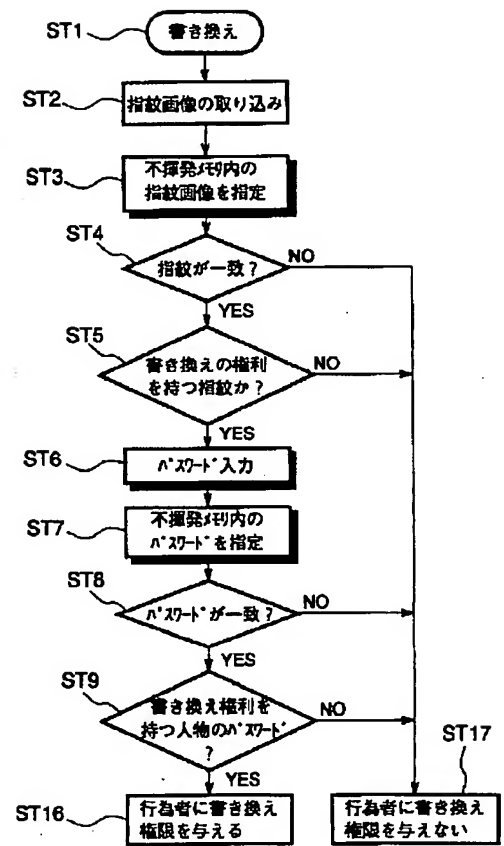 ST1
書き換え
ST2
指紋画像の取り込み
ST3
不揮発メモリ内の
指紋画像を指定
ST4
指紋が一致？
NO
YES
ST5
書き換えの権利
を持つ指紋か？
NO
YES
ST6
パスワード入力
ST7
不揮発メモリ内の
パスワードを指定
ST8
パスワードが一致？
NO
YES
ST9
書き換え権利を
持つ人物のパスワード
？
NO
YES
ST16
行為者に書き換え
権限を与える
ST17
行為者に書き換え
権限を与えない